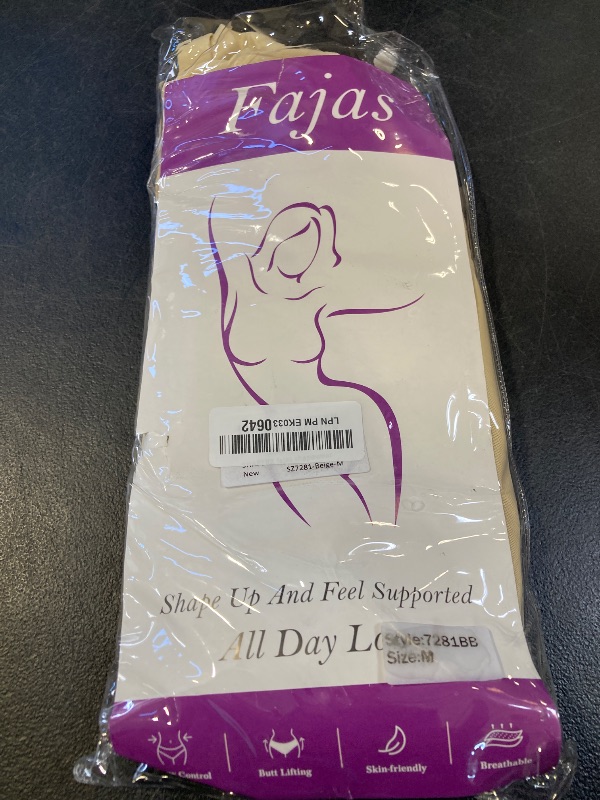 Fajas
LPN PM EK0330642
New SZ7281-Beige-M
Shape Up And Feel Supported
All Day
Style:7281BB
Size:M
Control
Butt Lifting
Skin-friendly
Breathable